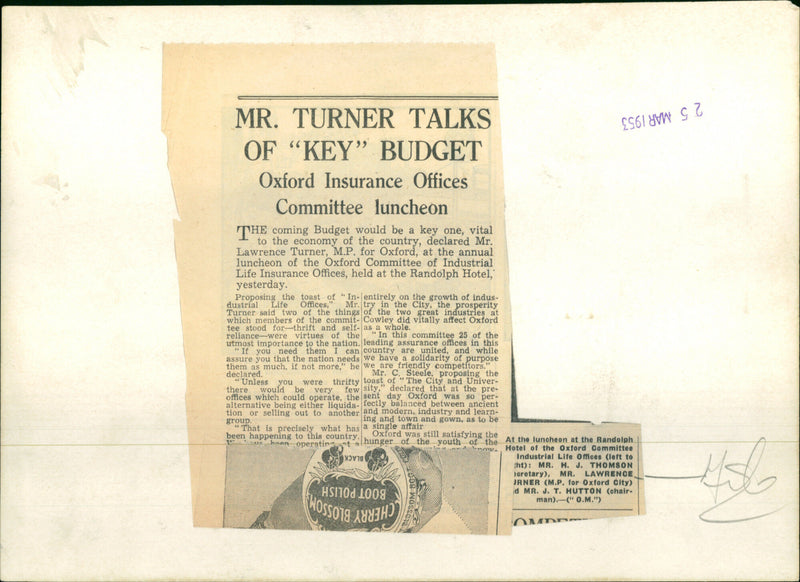 MR. TURNER TALKS
OF "KEY" BUDGET
Oxford Insurance Offices
Committee luncheon
THE coming Budget would be a key one, vital
to the economy of the country, declared Mr.
Lawrence Turner, M.P. for Oxford, at the annual
luncheon of the Oxford Committee of Industrial
Life Insurance Offices, held at the Randolph Hotel,
yesterday.
Proposing the toast of "In-
dustrial Life Offices," Mr.
Turner said two of the things
which members of the commit-
tee stood for—thrift and self-
reliance—were virtues of the
utmost importance to the nation.
"If you need them I can
assure you that the nation needs
them as much, if not more," he
declared.
"Unless you were thrifty
there would be very few
offices which could operate, the
alternative being either liquida-
tion or selling out to another
group.
"That is precisely what has
been happening to this country.
been operating at a
entirely on the growth of indus-
try in the City, the prosperity
of the two great industries at
Cowley did vitally affect Oxford
as a whole.
"In this committee 25 of the
leading assurance offices in this
country are united, and while
we have a solidarity of purpose
we are friendly competitors."
Mr. C. Steele, proposing the
toast of "The City and Univer-
sity," declared that at the pre-
sent day Oxford was so per-
fectly balanced between ancient
and modern, industry and learn-
ing and town and gown, as to be
a single affair
Oxford was still satisfying the
hunger of the youth of the
CHERRY BLOSSOM
BOOT POLISH
BLACK
At the luncheon at the Randolph
Hotel of the Oxford Committee
Industrial Life Offices (left to
ht): MR. H. J. THOMSON
cretary), MR. LAWRENCE
URNER (M.P. for Oxford City)
d MR. J. T. HUTTON (chair-
man).—("O.M.")
25 MAR 1953